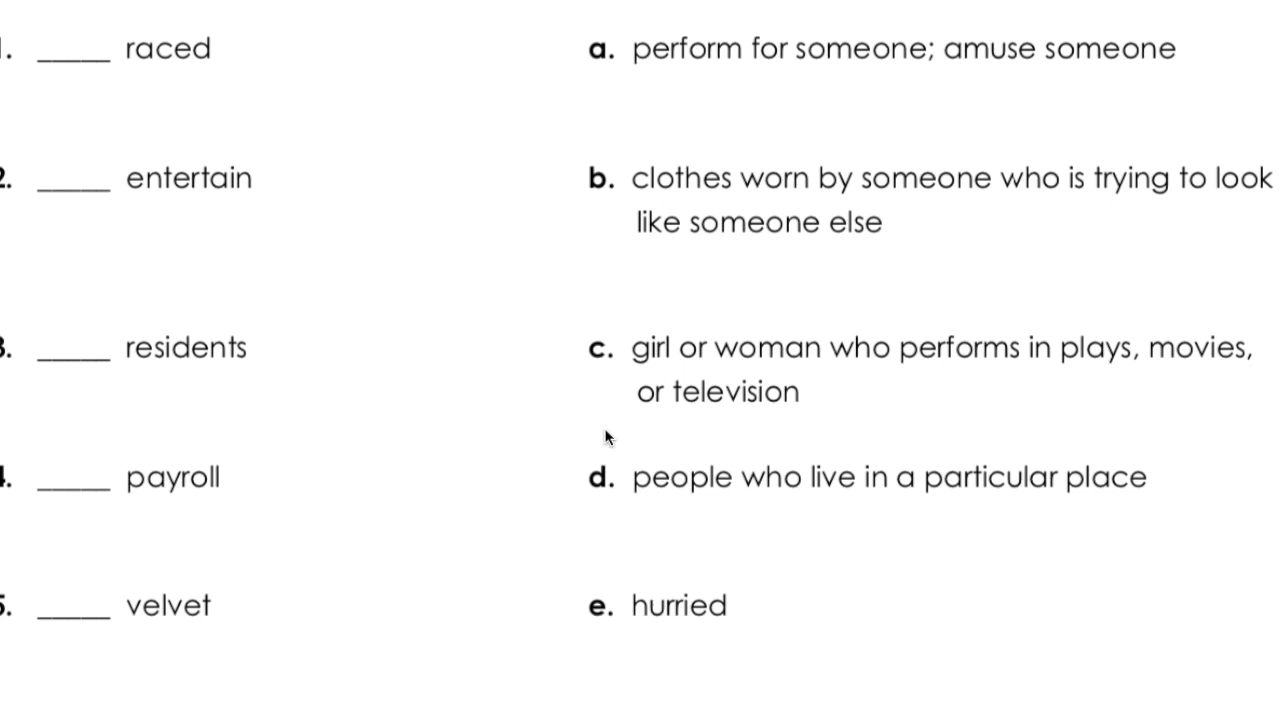 1. _____ raced
a. perform for someone; amuse someone
2. _____ entertain
b. clothes worn by someone who is trying to look
like someone else
3. _____ residents
c. girl or woman who performs in plays, movies,
or television
4. _____ payroll
d. people who live in a particular place
5. _____ velvet
e. hurried